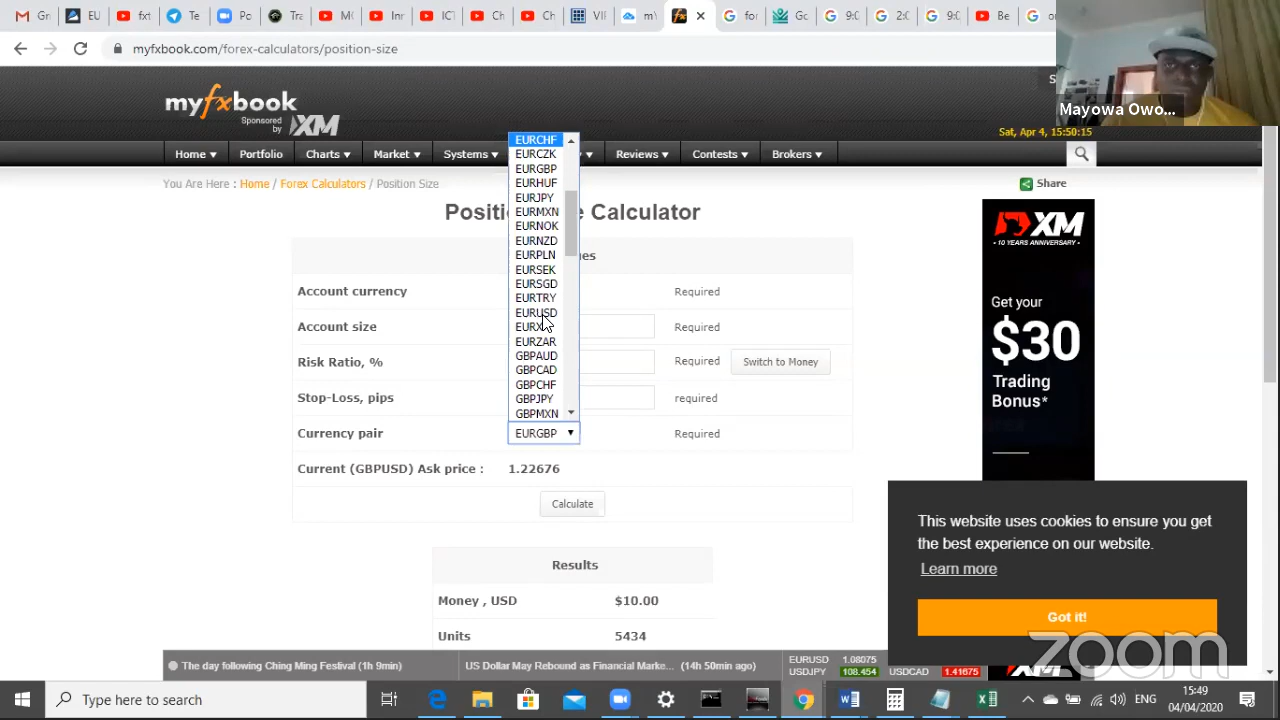 myfxbook.com/forex-calculators/position-size
Mayowa Owo...
myfxbook
Sponsored by XM
Sat, Apr 4, 15:50:15
Home Portfolio Charts Market Systems Reviews Contests Brokers
You Are Here : Home / Forex Calculators / Position Size
Share
Calculator
Account currency Required
Account size Required
Risk Ratio, % Required Switch to Money
Stop-Loss, pips required
Currency pair EURGBP Required
Current (GBPUSD) Ask price : 1.22676
Calculate
EURCHF
EURCZK
EURGBP
EURHUF
EURJPY
EURMXN
EURNOK
EURNZD
EURPLN
EURSEK
EURSGD
EURTRY
EURUSD
EURZAR
GBPAUD
GBPCAD
GBPCHF
GBPJPY
GBPMXN
Results
Money , USD $10.00
Units 5434
XM
10 YEARS ANNIVERSARY
Get your
$30
Trading
Bonus*
This website uses cookies to ensure you get
the best experience on our website.
Learn more
Got it!
zoom
The day following Ching Ming Festival (1h 9min)
US Dollar May Rebound as Financial Marke... (14h 50min ago)
EURUSD 1.08075
USDJPY 108.454 USDCAD 1.41675
Type here to search
ENG
15:49
04/04/2020